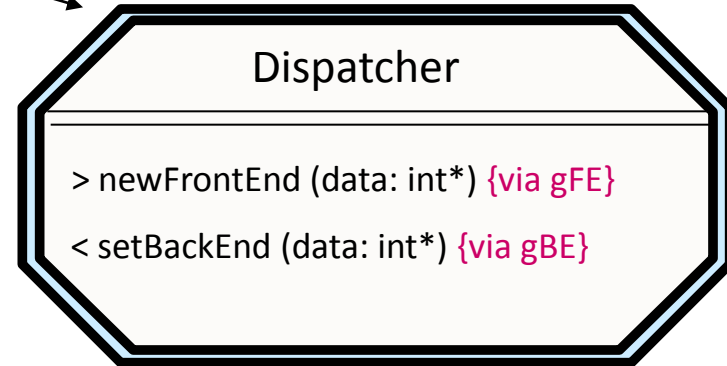 Dispatcher
> newFrontEnd (data: int*) {via gFE}
< setBackEnd (data: int*) {via gBE}